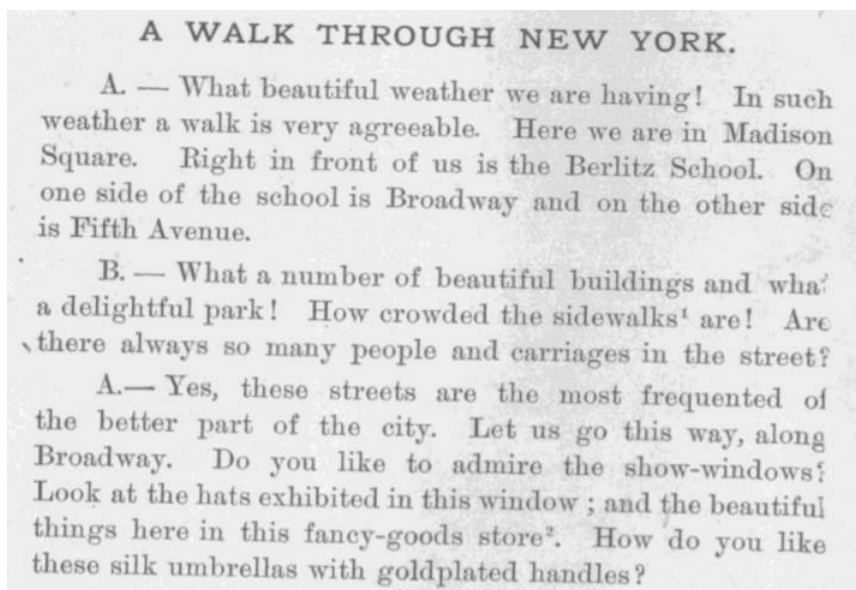 A WALK THROUGH NEW YORK.
A. — What beautiful weather we are having! In such
weather a walk is very agreeable. Here we are in Madison
Square. Right in front of us is the Berlitz School. On
one side of the school is Broadway and on the other side
is Fifth Avenue.
B. — What a number of beautiful buildings and what
a delightful park! How crowded the sidewalks¹ are! Are
there always so many people and carriages in the street?
A.— Yes, these streets are the most frequented of
the better part of the city. Let us go this way, along
Broadway. Do you like to admire the show-windows?
Look at the hats exhibited in this window ; and the beautiful
things here in this fancy-goods store². How do you like
these silk umbrellas with goldplated handles?